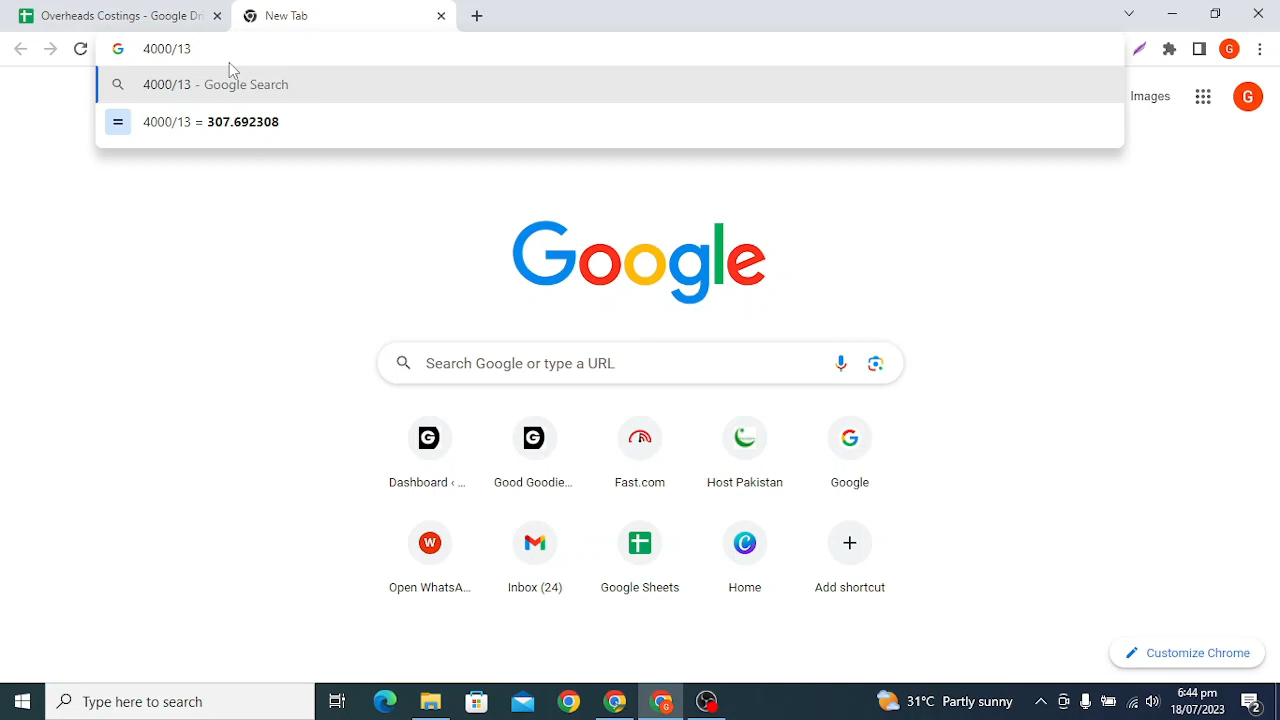 Overheads Costings - Google Dri
New Tab
4000/13
4000/13 - Google Search
4000/13 = 307.692308
Images
G
Google
Search Google or type a URL
Dashboard ‹ ...
Good Goodie...
Fast.com
Host Pakistan
Google
Open WhatsA...
Inbox (24)
Google Sheets
Home
Add shortcut
Customize Chrome
Type here to search
31°C Partly sunny
6:44 pm
18/07/2023
2